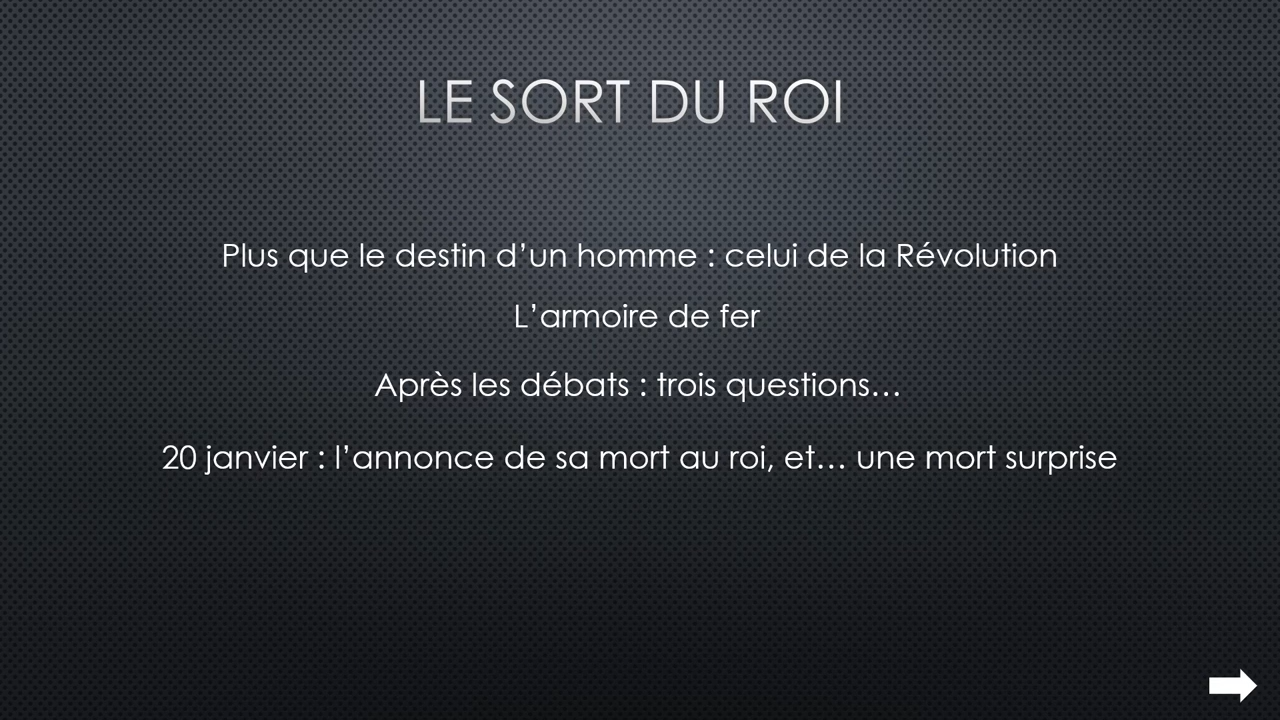 LE SORT DU ROI
Plus que le destin d’un homme : celui de la Révolution
L’armoire de fer
Après les débats : trois questions…
20 janvier : l’annonce de sa mort au roi, et… une mort surprise